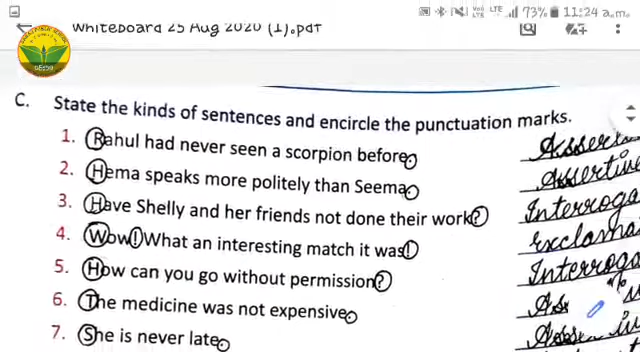 LTE 73% 11:24 a.m.
Whiteboard 25 Aug 2020 (1).pdf
C. State the kinds of sentences and encircle the punctuation marks.
1. Rahul had never seen a scorpion before.
2. Hema speaks more politely than Seema. Assertive
3. Have Shelly and her friends not done their work?
4. Wow! What an interesting match it was!
5. How can you go without permission?
6. The medicine was not expensive.
7. She is never late.